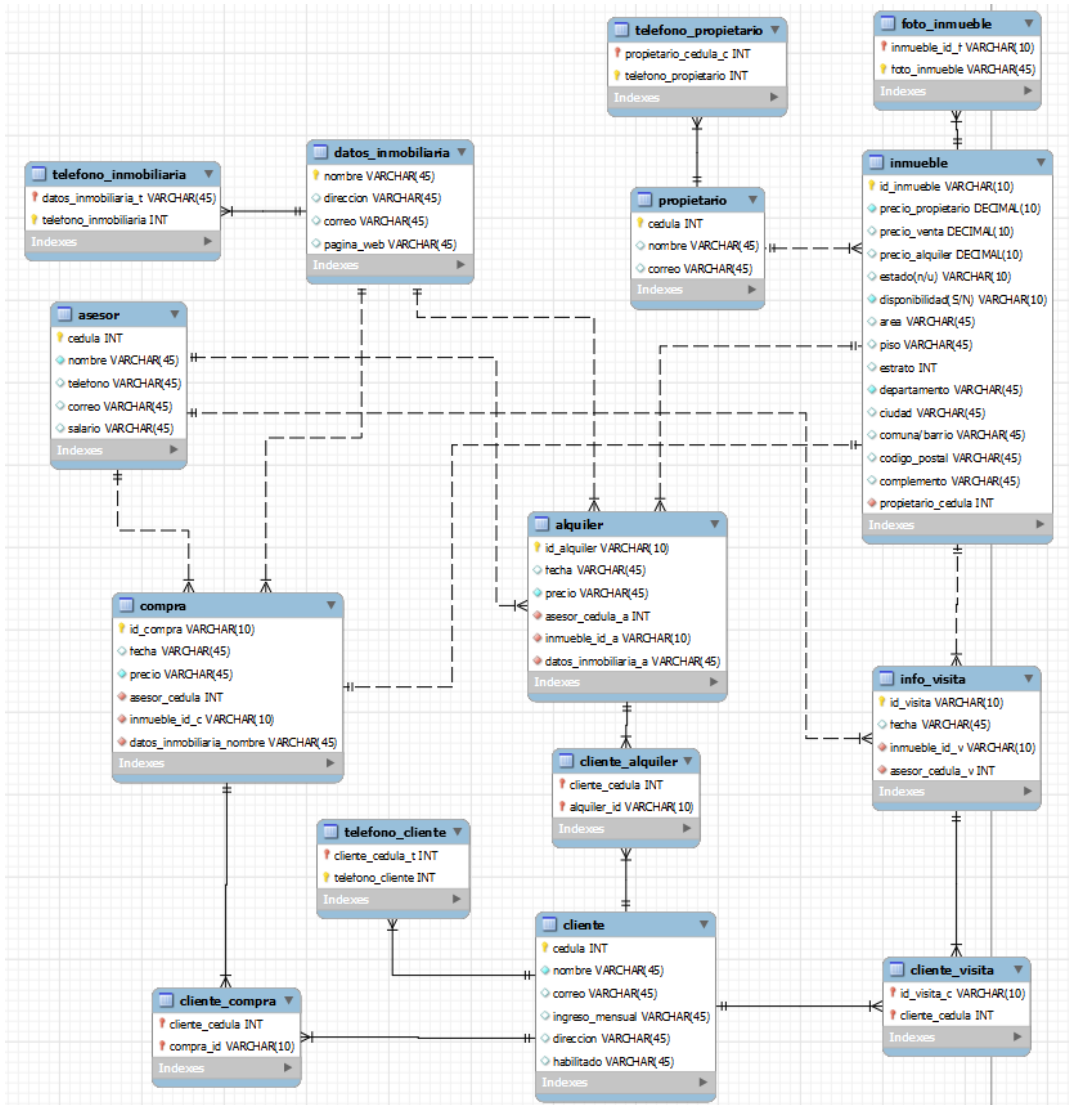 telefono_propietario
propietario_cedula_c INT
telefono_propietario INT
Indexes
foto_inmueble
inmueble_id_f VARCHAR(10)
foto_inmueble VARCHAR(45)
Indexes
telefono_inmobiliaria
datos_inmobiliaria_t VARCHAR(45)
telefono_inmobiliaria INT
Indexes
datos_inmobiliaria
nombre VARCHAR(45)
direccion VARCHAR(45)
correo VARCHAR(45)
pagina_web VARCHAR(45)
Indexes
propietario
cedula INT
nombre VARCHAR(45)
correo VARCHAR(45)
Indexes
inmueble
id_inmueble VARCHAR(10)
precio_propietario DECIMAL(10)
precio_venta DECIMAL(10)
precio_alquiler DECIMAL(10)
estado(n/u) VARCHAR(10)
disponibilidad(S/N) VARCHAR(10)
area VARCHAR(45)
piso VARCHAR(45)
estrato INT
departamento VARCHAR(45)
ciudad VARCHAR(45)
comuna/barrio VARCHAR(45)
codigo_postal VARCHAR(45)
complemento VARCHAR(45)
propietario_cedula INT
Indexes
asesor
cedula INT
nombre VARCHAR(45)
telefono VARCHAR(45)
correo VARCHAR(45)
salario VARCHAR(45)
Indexes
alquiler
id_alquiler VARCHAR(10)
fecha VARCHAR(45)
precio VARCHAR(45)
asesor_cedula_a INT
inmueble_id_a VARCHAR(10)
datos_inmobiliaria_a VARCHAR(45)
Indexes
compra
id_compra VARCHAR(10)
fecha VARCHAR(45)
precio VARCHAR(45)
asesor_cedula INT
inmueble_id_c VARCHAR(10)
datos_inmobiliaria_nombre VARCHAR(45)
Indexes
info_visita
id_visita VARCHAR(10)
fecha VARCHAR(45)
inmueble_id_v VARCHAR(10)
asesor_cedula_v INT
Indexes
cliente_alquiler
cliente_cedula INT
alquiler_id VARCHAR(10)
Indexes
telefono_cliente
cliente_cedula_t INT
telefono_cliente INT
Indexes
cliente
cedula INT
nombre VARCHAR(45)
correo VARCHAR(45)
ingreso_mensual VARCHAR(45)
direccion VARCHAR(45)
habilitado VARCHAR(45)
Indexes
cliente_visita
id_visita_c VARCHAR(10)
cliente_cedula INT
Indexes
cliente_compra
cliente_cedula INT
compra_id VARCHAR(10)
Indexes